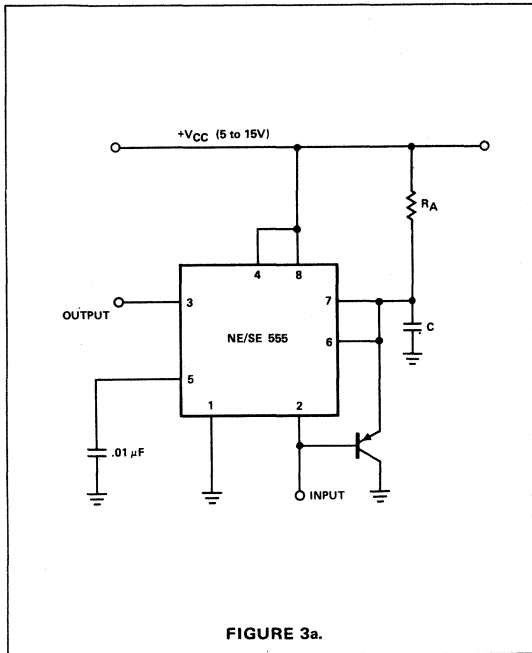 +VCC (5 to 15V)
RA
4 8
3 7
OUTPUT
NE/SE 555
6
C
5
1 2
.01 μF
INPUT
FIGURE 3a.